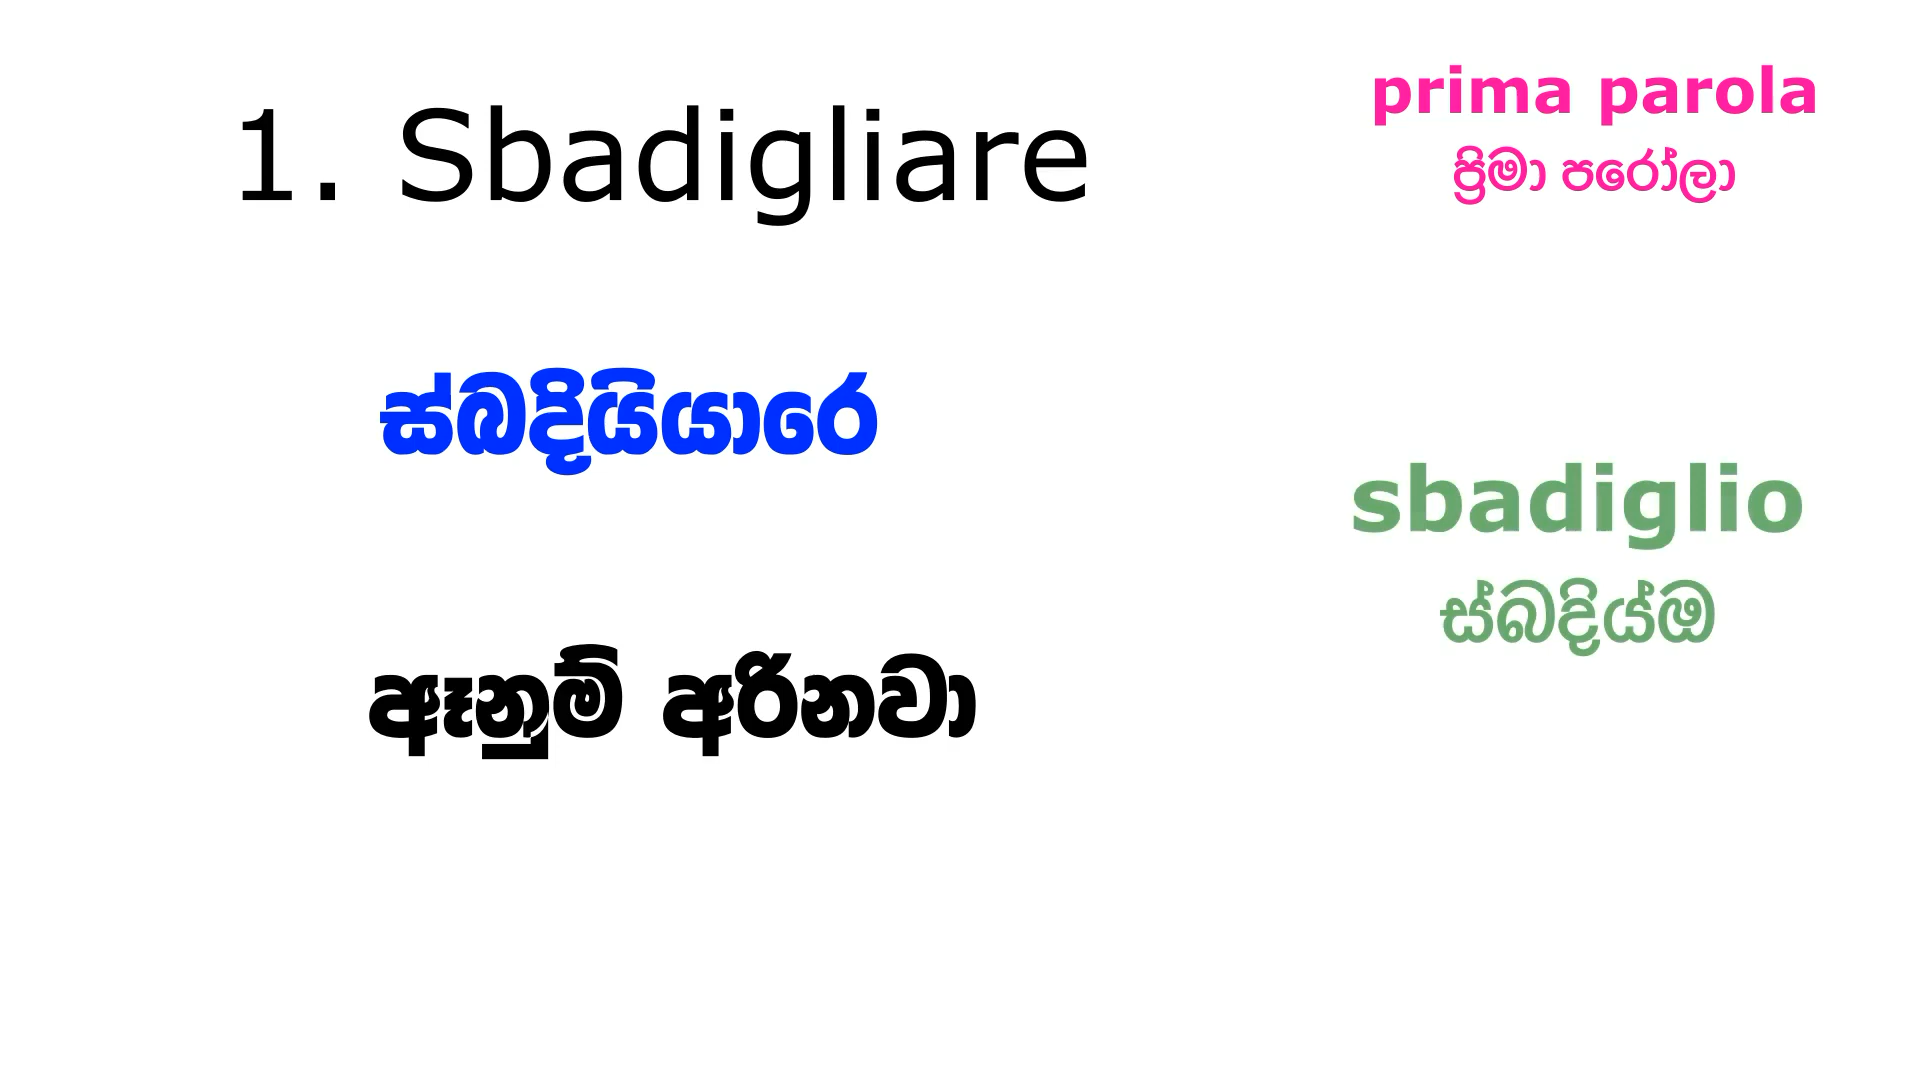 1. Sbadigliare
prima parola
ප්‍රිමා පරෝලා
ස්බදියියාරෙ
sbadiglio
ස්බදිය්ඔ
ඈනුම් අරිනවා